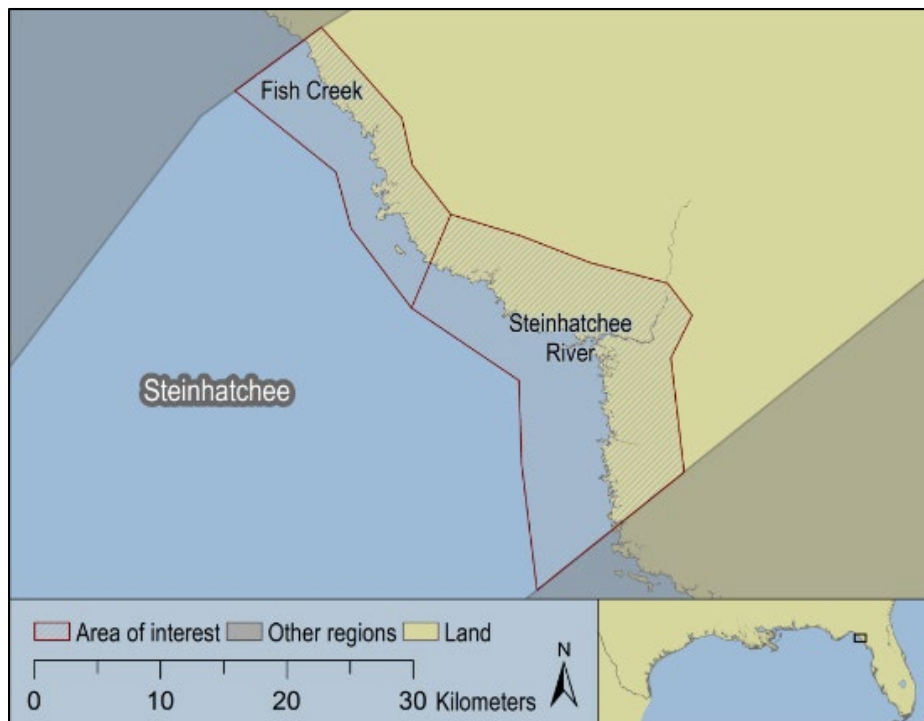 Fish Creek
Steinhatchee
River
Steinhatchee
Area of interest
Other regions
Land
N
0
10
20
30
Kilometers